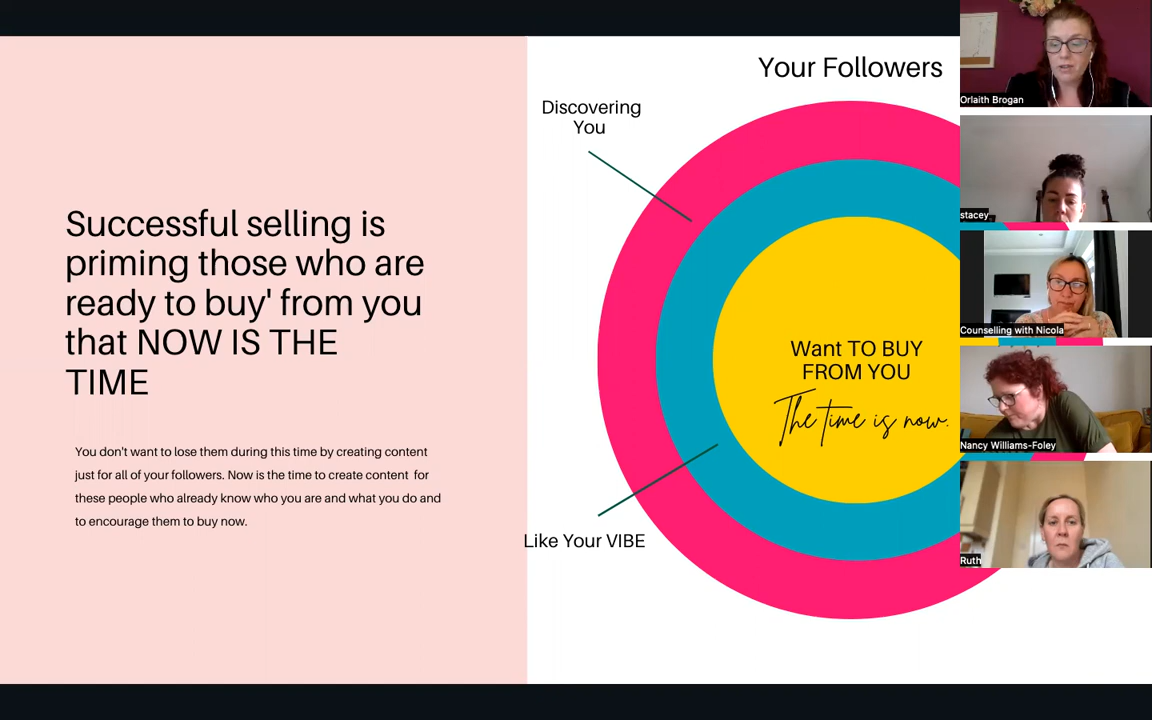 Successful selling is
priming those who are
ready to buy' from you
that NOW IS THE
TIME
You don't want to lose them during this time by creating content
just for all of your followers. Now is the time to create content for
these people who already know who you are and what you do and
to encourage them to buy now.
Your Followers
Discovering
You
Want TO BUY
FROM YOU
The time is now.
Like Your VIBE
Orlaith Brogan
stacey
Counselling with Nicola
Nancy Williams-Foley
Ruth